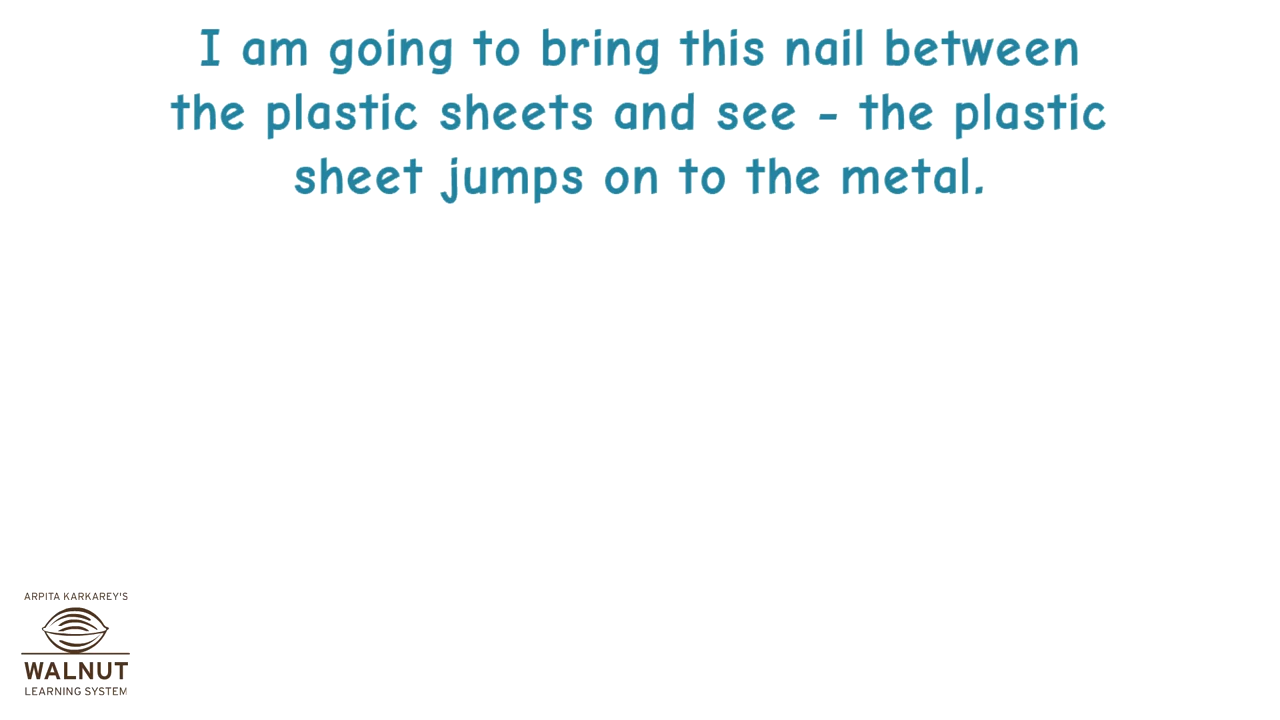 I am going to bring this nail between
the plastic sheets and see - the plastic
sheet jumps on to the metal.
ARPITA KARKAREY'S
WALNUT
LEARNING SYSTEM